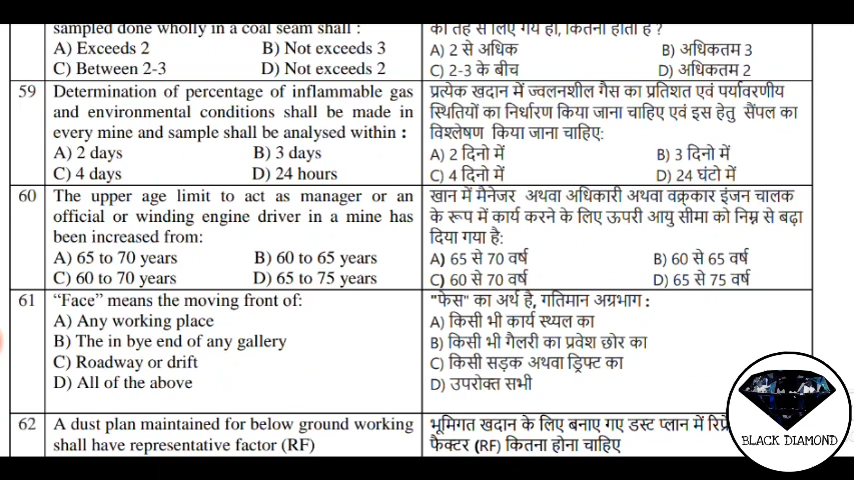 sampled done wholly in a coal seam shall :
A) Exceeds 2 B) Not exceeds 3
C) Between 2-3 D) Not exceeds 2
की तह से लिए गये हो, कितनी होती है ?
A) 2 से अधिक B) अधिकतम 3
C) 2-3 के बीच D) अधिकतम 2
59 Determination of percentage of inflammable gas
and environmental conditions shall be made in
every mine and sample shall be analysed within :
A) 2 days B) 3 days
C) 4 days D) 24 hours
प्रत्येक खदान में ज्वलनशील गैस का प्रतिशत एवं पर्यावरणीय
स्थितियों का निर्धारण किया जाना चाहिए एवं इस हेतु सैंपल का
विश्लेषण किया जाना चाहिए:
A) 2 दिनो में B) 3 दिनो में
C) 4 दिनो में D) 24 घंटो में
60 The upper age limit to act as manager or an
official or winding engine driver in a mine has
been increased from:
A) 65 to 70 years B) 60 to 65 years
C) 60 to 70 years D) 65 to 75 years
खान में मैनेजर अथवा अधिकारी अथवा वक्रकार इंजन चालक
के रूप में कार्य करने के लिए ऊपरी आयु सीमा को निम्न से बढ़ा
दिया गया है:
A) 65 से 70 वर्ष B) 60 से 65 वर्ष
C) 60 से 70 वर्ष D) 65 से 75 वर्ष
61 “Face” means the moving front of:
A) Any working place
B) The in bye end of any gallery
C) Roadway or drift
D) All of the above
"फेस" का अर्थ है, गतिमान अग्रभाग :
A) किसी भी कार्य स्थ्यल का
B) किसी भी गैलरी का प्रवेश छोर का
C) किसी सड़क अथवा ड्रिफ्ट का
D) उपरोक्त सभी
62 A dust plan maintained for below ground working
shall have representative factor (RF)
भूमिगत खदान के लिए बनाए गए डस्ट प्लान में
फैक्टर (RF) कितना होना चाहिए
BLACK DIAMOND